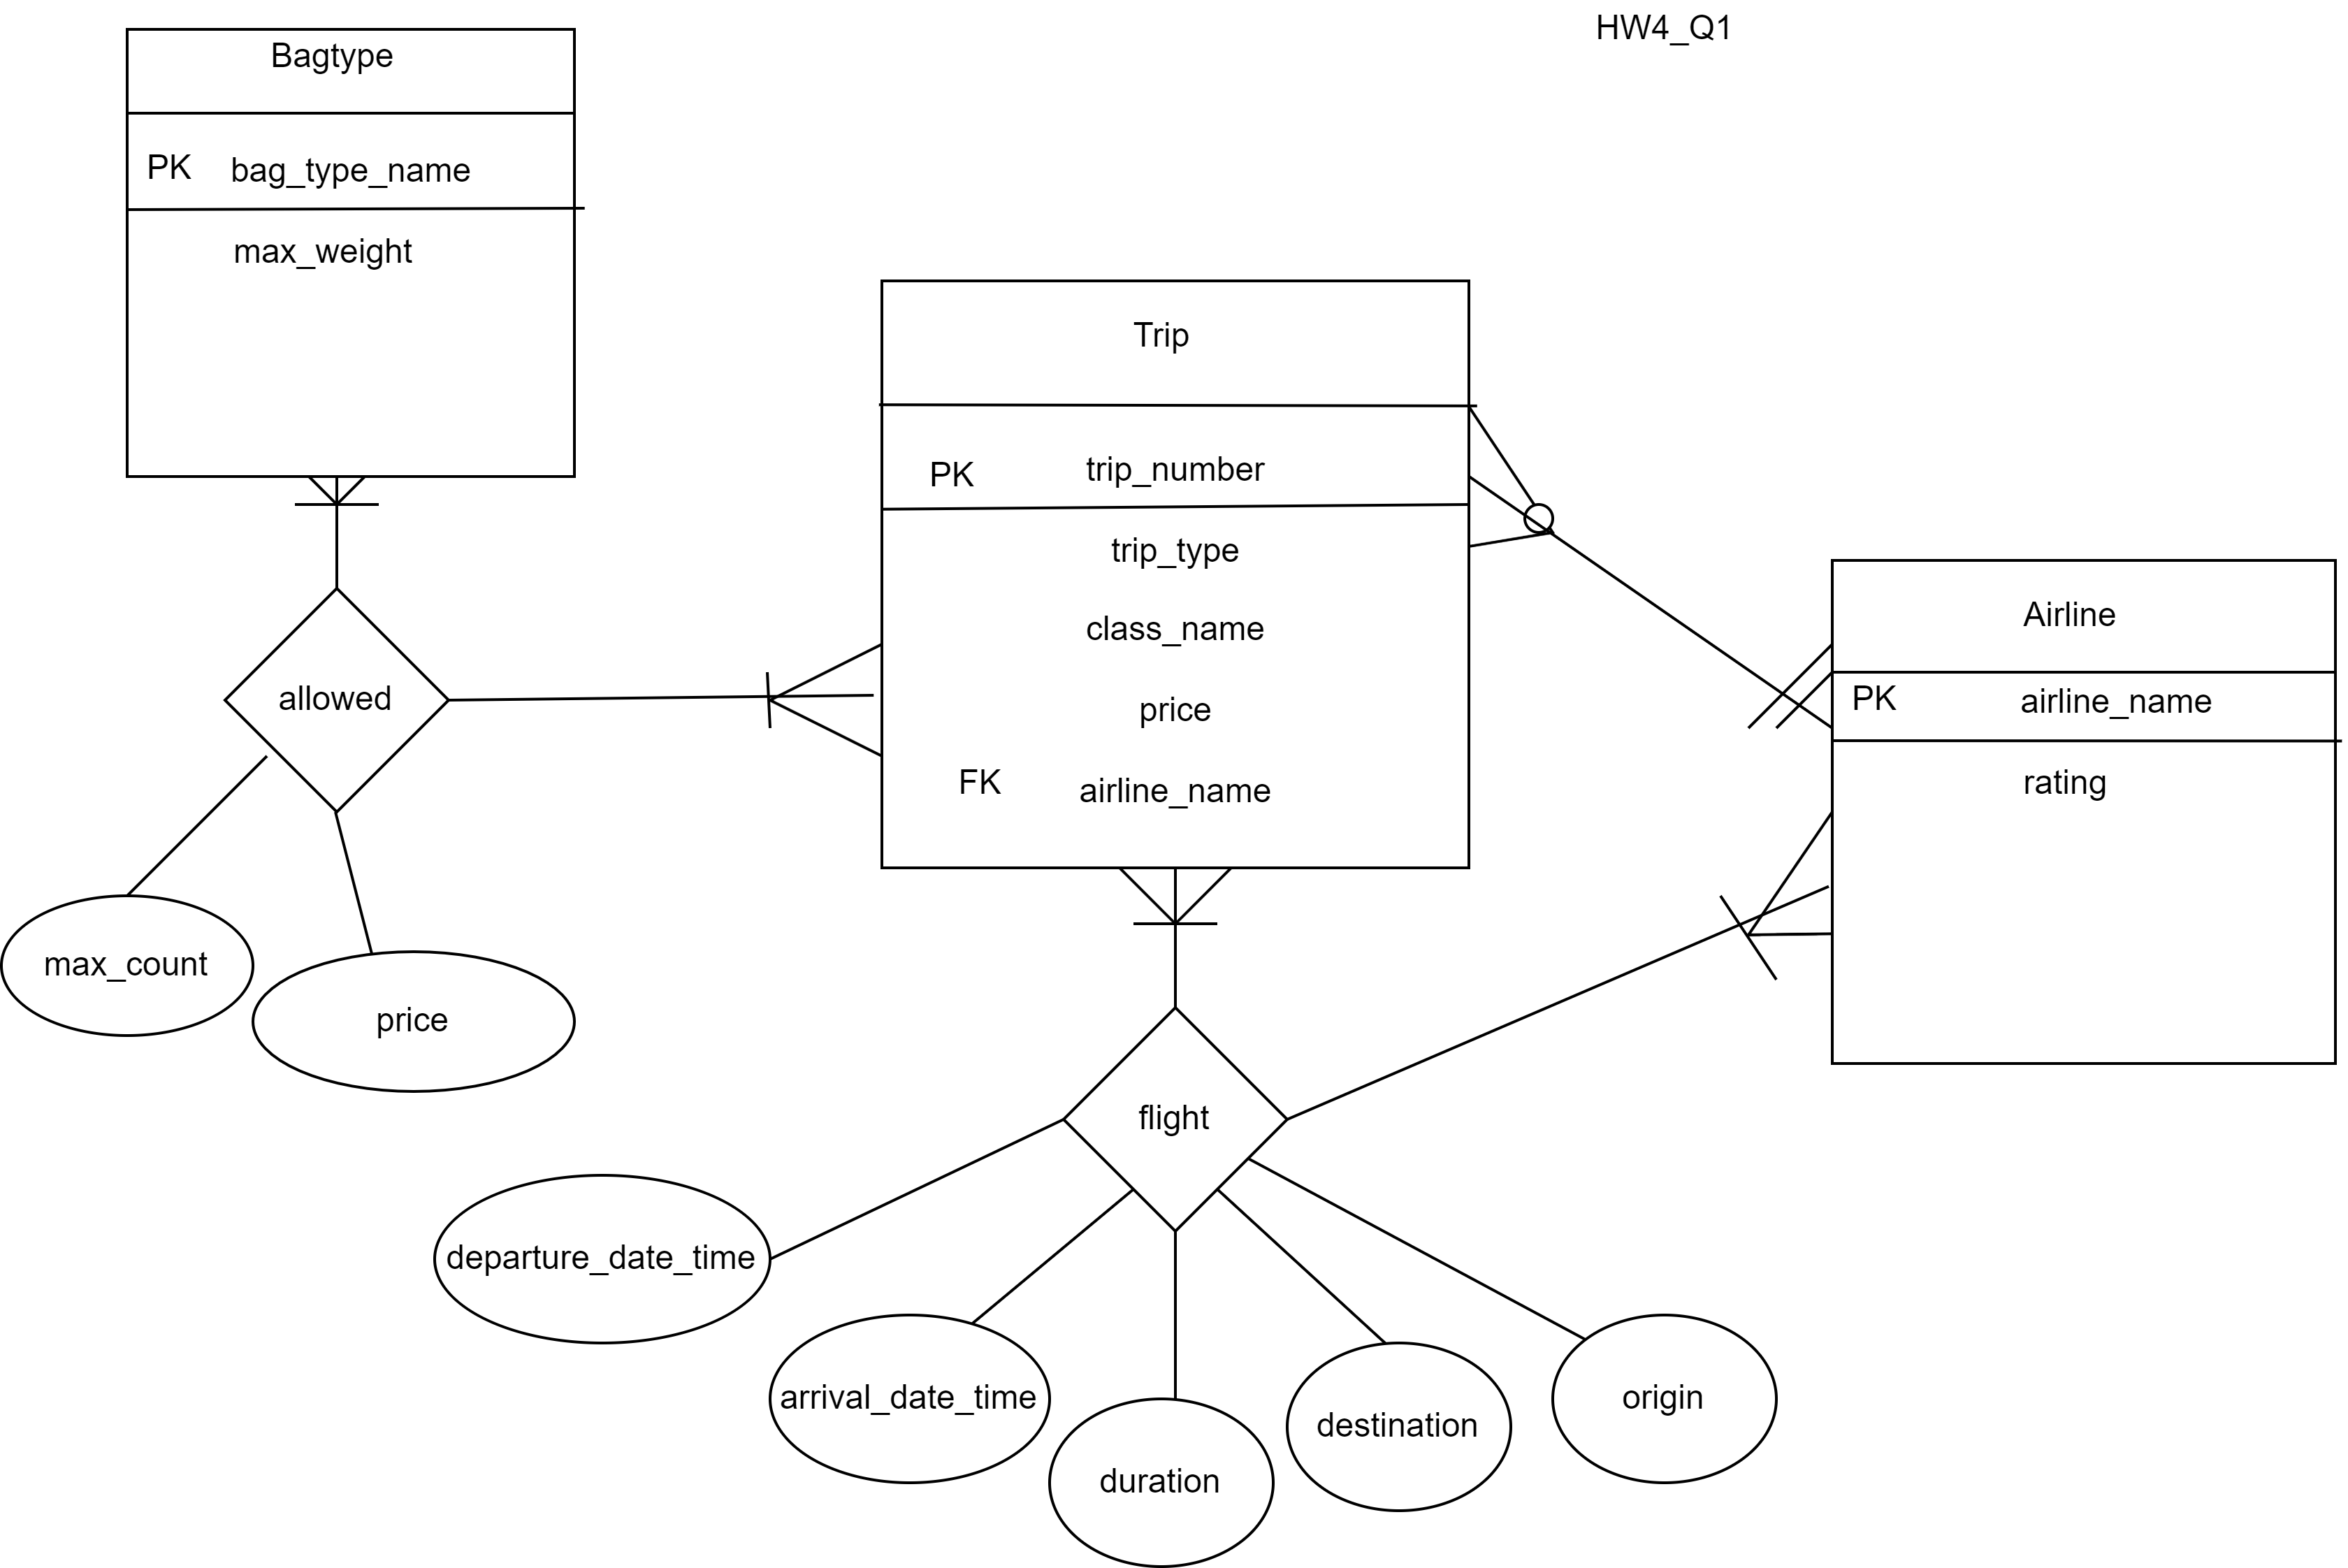 HW4_Q1
Bagtype
PK bag_type_name
max_weight
Trip
PK trip_number
trip_type
class_name
price
FK airline_name
Airline
PK airline_name
rating
allowed
max_count
price
flight
departure_date_time
arrival_date_time
duration
destination
origin